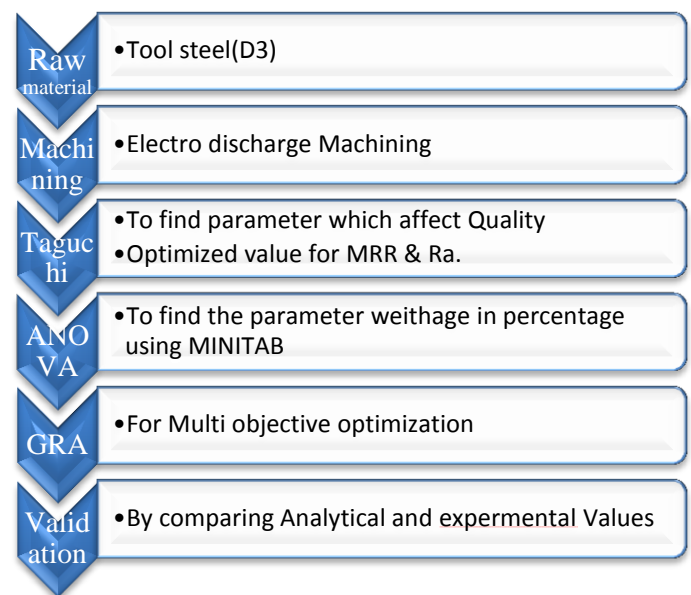 Raw
material
•Tool steel(D3)
Machi
ning
•Electro discharge Machining
Taguc
hi
•To find parameter which affect Quality
•Optimized value for MRR & Ra.
ANO
VA
•To find the parameter weithage in percentage
using MINITAB
GRA
•For Multi objective optimization
Valid
ation
•By comparing Analytical and expermental Values